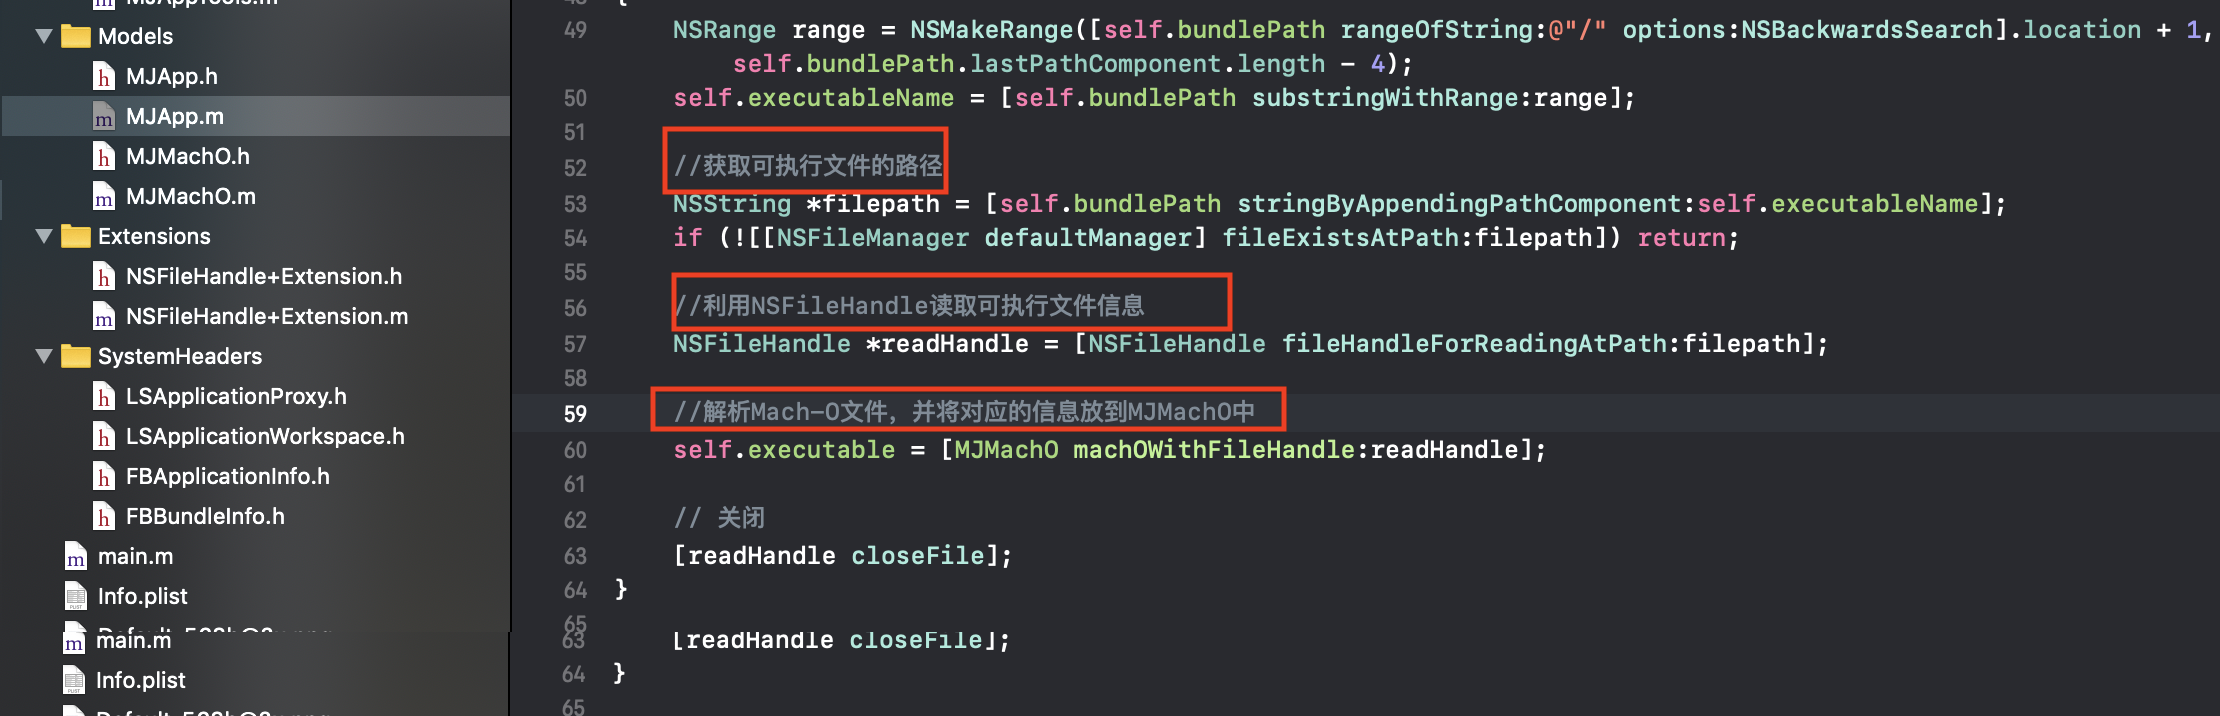 MJAppTools.m
Models
MJApp.h
MJApp.m
MJMachO.h
MJMachO.m
Extensions
NSFileHandle+Extension.h
NSFileHandle+Extension.m
SystemHeaders
LSApplicationProxy.h
LSApplicationWorkspace.h
FBApplicationInfo.h
FBBundleInfo.h
main.m
Info.plist
main.m
Info.plist
48 {
49 NSRange range = NSMakeRange([self.bundlePath rangeOfString:@"/" options:NSBackwardsSearch].location + 1,
self.bundlePath.lastPathComponent.length - 4);
50 self.executableName = [self.bundlePath substringWithRange:range];
51
52 //获取可执行文件的路径
53 NSString *filepath = [self.bundlePath stringByAppendingPathComponent:self.executableName];
54 if (![[NSFileManager defaultManager] fileExistsAtPath:filepath]) return;
55
56 //利用NSFileHandle读取可执行文件信息
57 NSFileHandle *readHandle = [NSFileHandle fileHandleForReadingAtPath:filepath];
58
59 //解析Mach-O文件，并将对应的信息放到MJMachO中
60 self.executable = [MJMachO machOWithFileHandle:readHandle];
61
62 // 关闭
63 [readHandle closeFile];
64 }
65
63 [readHandle closeFile];
64 }
65